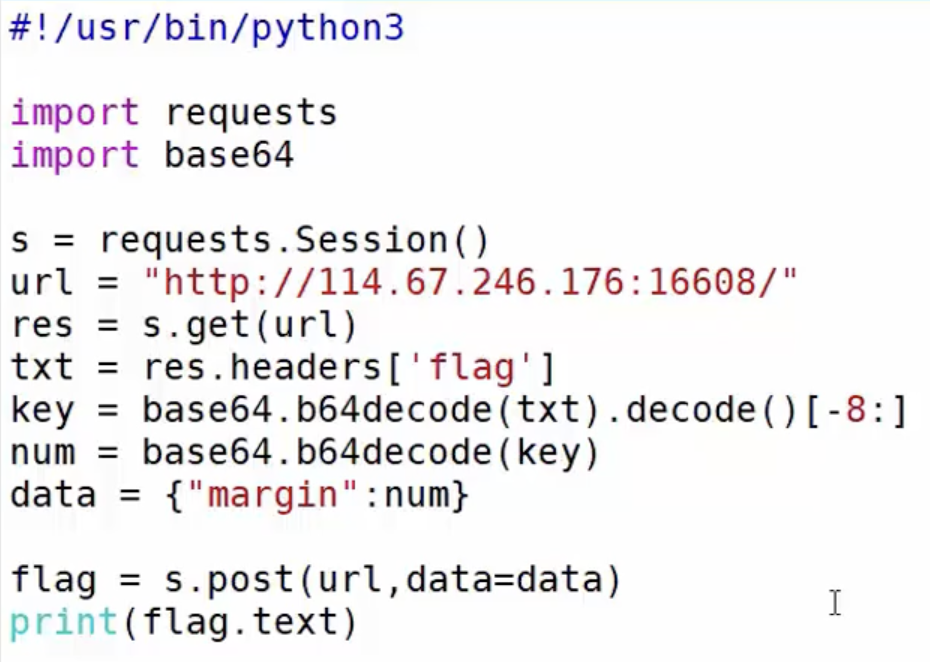 #!/usr/bin/python3
import requests
import base64
s = requests.Session()
url = "http://114.67.246.176:16608/"
res = s.get(url)
txt = res.headers['flag']
key = base64.b64decode(txt).decode()[-8:]
num = base64.b64decode(key)
data = {"margin":num}
flag = s.post(url,data=data)
print(flag.text)